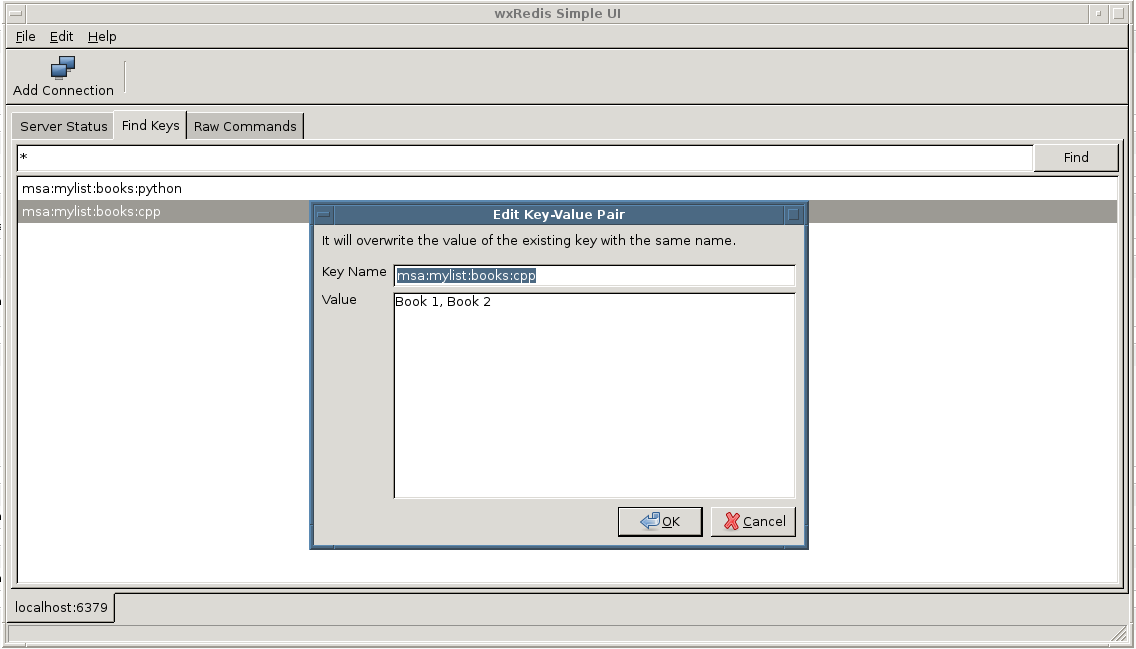 wxRedis Simple UI
File Edit Help
Add Connection
Server Status Find Keys Raw Commands
* Find
msa:mylist:books:python
msa:mylist:books:cpp
Edit Key-Value Pair
It will overwrite the value of the existing key with the same name.
Key Name msa:mylist:books:cpp
Value Book 1, Book 2
OK Cancel
localhost:6379